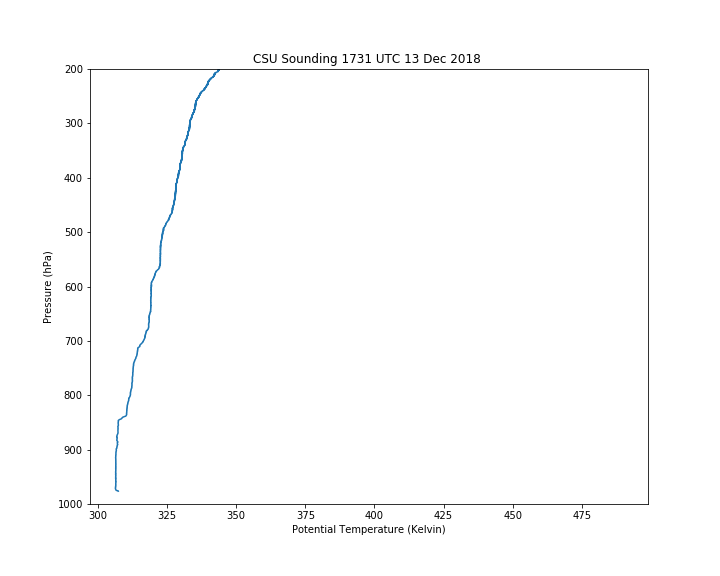 CSU Sounding 1731 UTC 13 Dec 2018
200
300
400
500
600
700
800
900
1000
Pressure (hPa)
300 325 350 375 400 425 450 475
Potential Temperature (Kelvin)